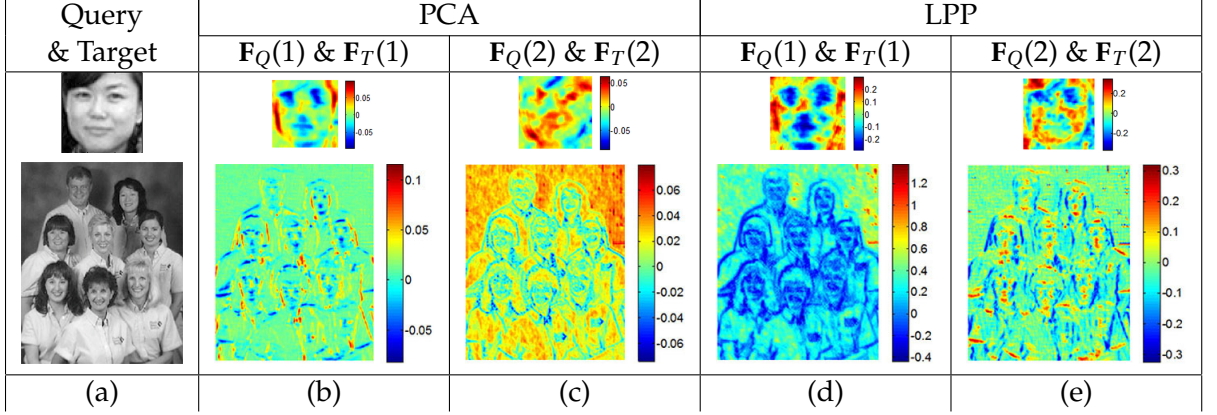 Query PCA LPP
& Target F_Q(1) & F_T(1) F_Q(2) & F_T(2) F_Q(1) & F_T(1) F_Q(2) & F_T(2)
0.05 0.05 0.2 0.2
0 0 0.1 0
-0.05 -0.05 0 -0.2
-0.1
-0.2
0.1 0.06 1.2 0.3
0.05 0.04 1 0.2
0 0.02 0.8 0.1
-0.05 0 0.6 0
-0.02 0.4 -0.1
-0.04 0.2 -0.2
-0.06 0 -0.3
-0.2
-0.4
(a) (b) (c) (d) (e)